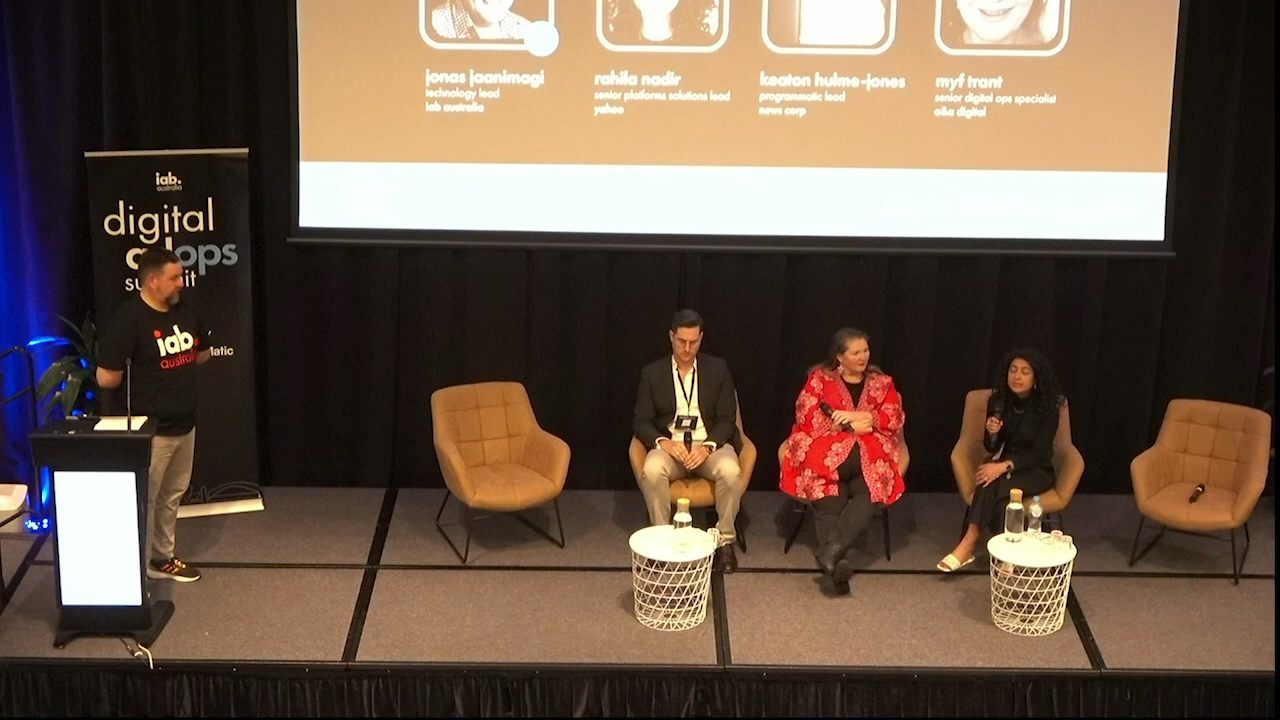 jonas jaanimagi
technology lead
iab australia
rahila nadir
senior platforms solutions lead
yahoo
keaton hulme-jones
programmatic lead
news corp
myf trant
senior digital ops specialist
a&a digital
iab.
australia
digital
ops
iab
australia